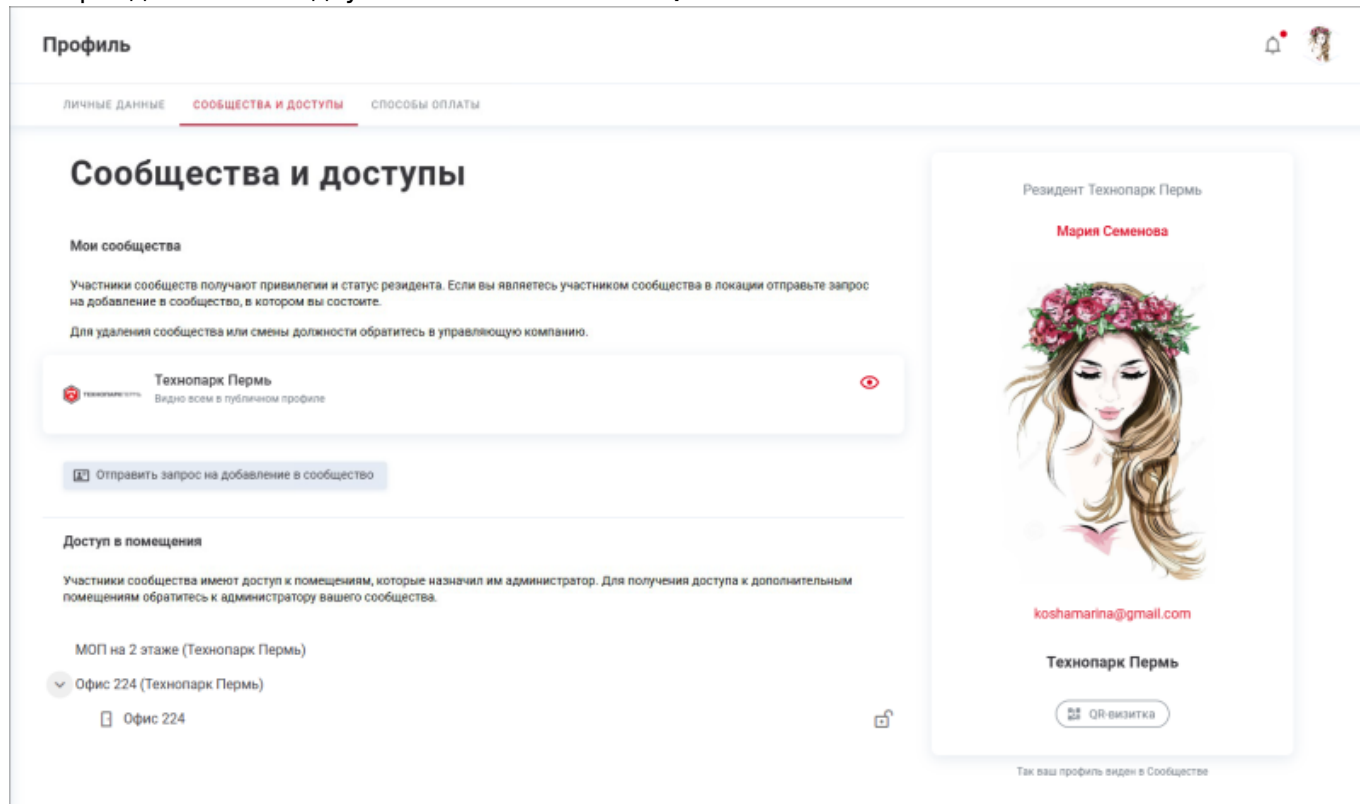 Профиль
ЛИЧНЫЕ ДАННЫЕ СООБЩЕСТВА И ДОСТУПЫ СПОСОБЫ ОПЛАТЫ
Сообщества и доступы
Мои сообщества
Участники сообществ получают привилегии и статус резидента. Если вы являетесь участником сообщества в локации отправьте запрос
на добавление в сообщество, в котором вы состоите.
Для удаления сообщества или смены должности обратитесь в управляющую компанию.
Технопарк Пермь
Видно всем в публичном профиле
Отправить запрос на добавление в сообщество
Доступ в помещения
Участники сообщества имеют доступ к помещениям, которые назначил им администратор. Для получения доступа к дополнительным
помещениям обратитесь к администратору вашего сообщества.
МОП на 2 этаже (Технопарк Пермь)
Офис 224 (Технопарк Пермь)
Офис 224
Резидент Технопарк Пермь
Мария Семенова
koshamarina@gmail.com
Технопарк Пермь
QR-визитка
Так ваш профиль виден в Сообществе